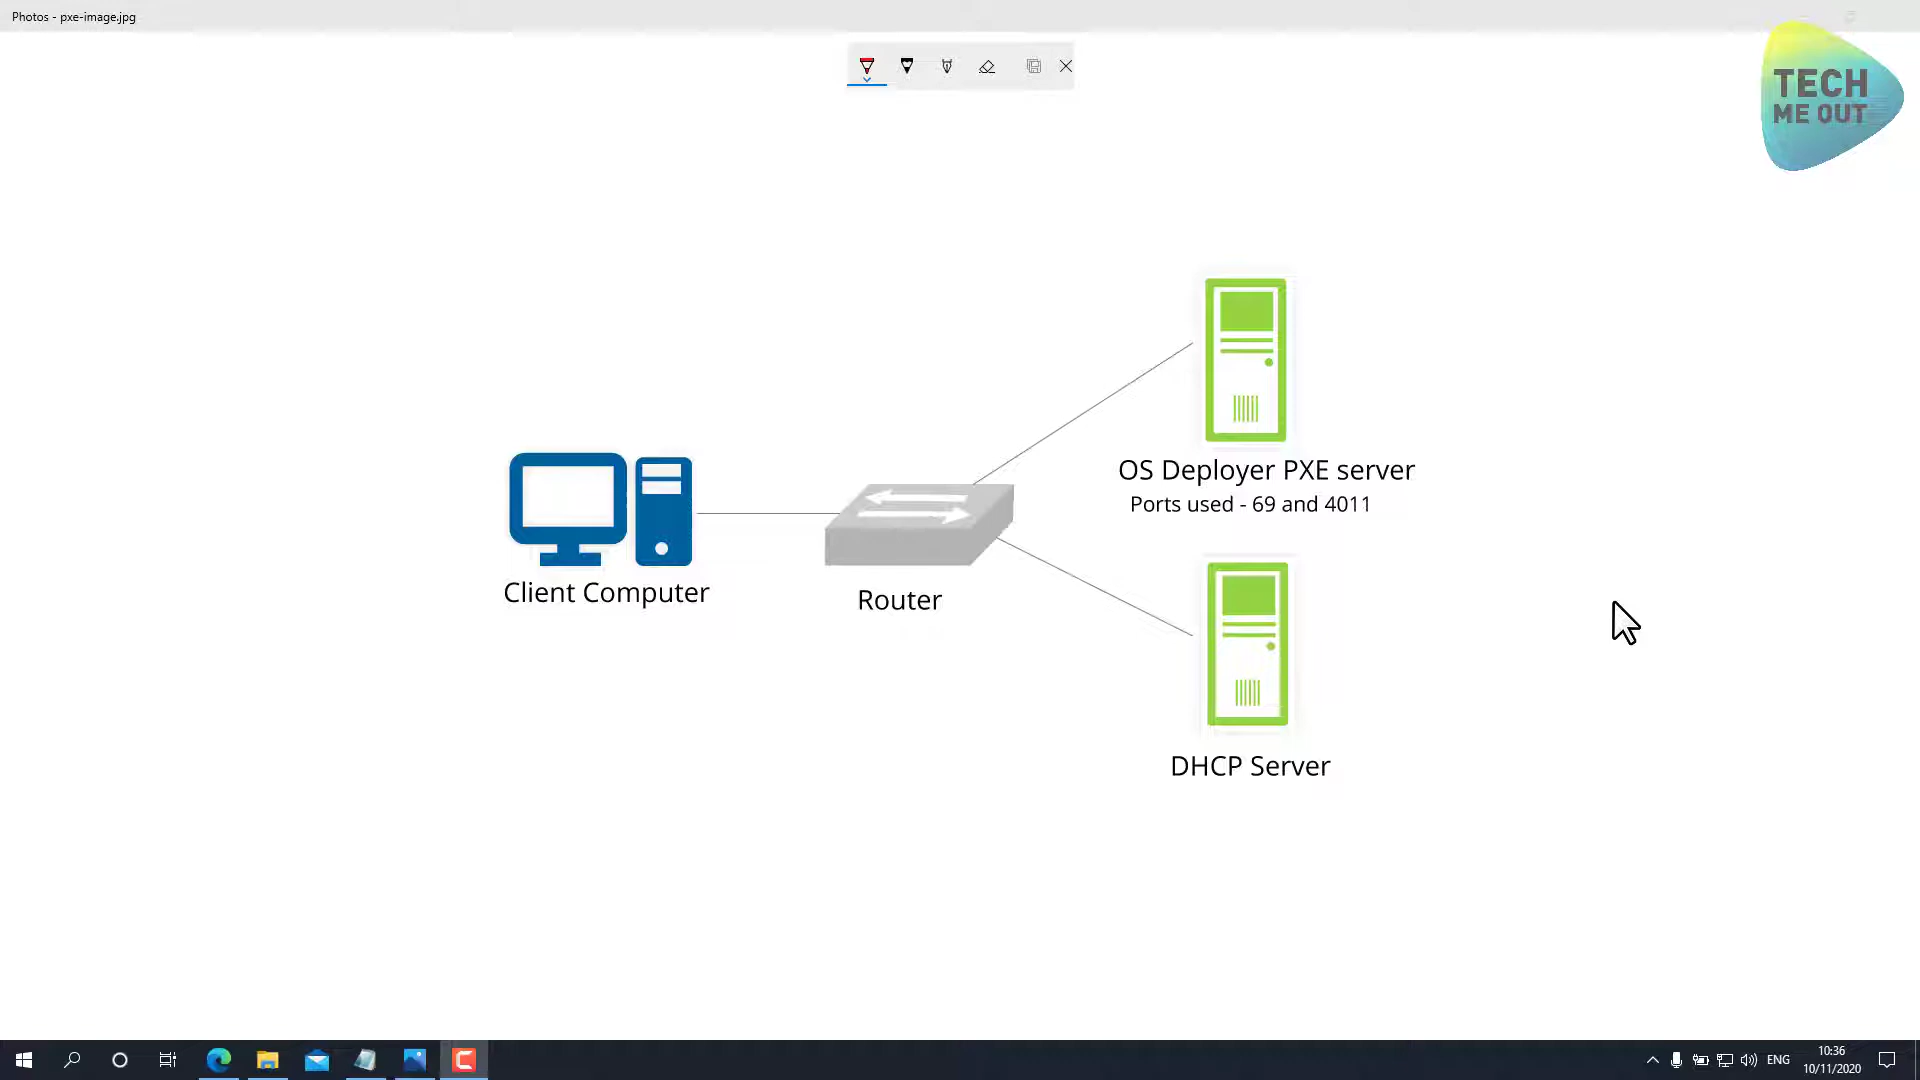 Photos - pxe-image.jpg
TECH
ME OUT
OS Deployer PXE server
Ports used - 69 and 4011
Client Computer
Router
DHCP Server
ENG
10:36
10/11/2020